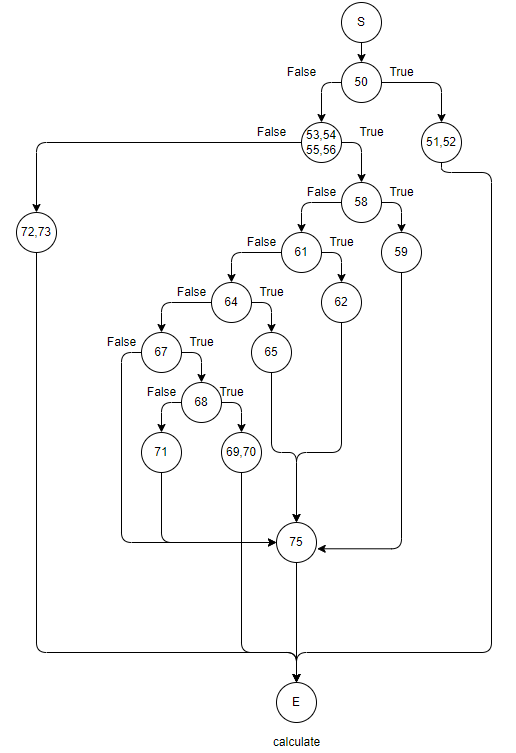 S
False
True
50
False
53,54
55,56
True
51,52
False
58
True
72,73
False
61
True
59
False
64
True
62
False
67
True
65
False
68
True
71
69,70
75
E
calculate